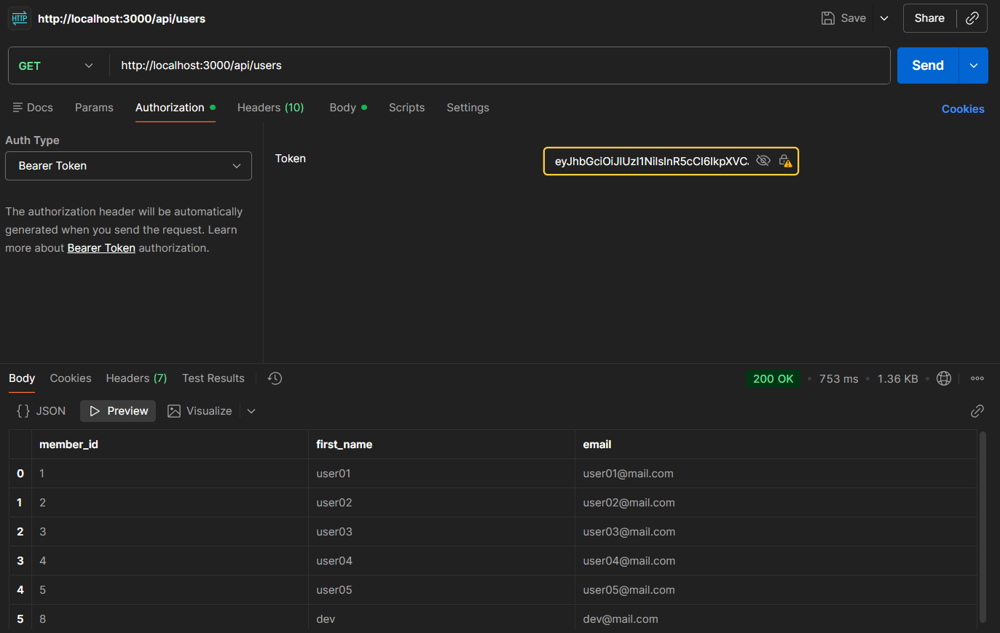 HTTP http://localhost:3000/api/users Save Share
GET http://localhost:3000/api/users Send
Docs Params Authorization Headers (10) Body Scripts Settings Cookies
Auth Type
Bearer Token
Token
eyJhbGciOiJIUzI1NiIsInR5cCI6IkpXVCJ
The authorization header will be automatically
generated when you send the request. Learn
more about Bearer Token authorization.
Body Cookies Headers (7) Test Results 200 OK 753 ms 1.36 KB
{} JSON Preview Visualize
member_id first_name email
0 1 user01 user01@mail.com
1 2 user02 user02@mail.com
2 3 user03 user03@mail.com
3 4 user04 user04@mail.com
4 5 user05 user05@mail.com
5 8 dev dev@mail.com